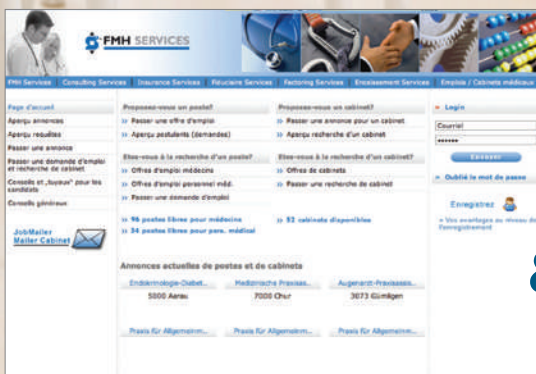 FMH SERVICES
FMH Services | Consulting Services | Insurance Services | Fiduciaire Services | Factoring Services | Encaissement Services | Emplois / Cabinets médicaux
Page d'accueil
Aperçu annonces
Aperçu requêtes
Passer une annonce
Passer une demande d'emploi
et recherche de cabinet
Conseils et „tuyaux" pour les
candidats
Conseils généraux
JobMailer
Mailer Cabinet
Proposez-vous un poste?
» Passer une offre d'emploi
» Aperçu postulants (demandes)
Etes-vous à la recherche d'un poste?
» Offres d'emploi médecins
» Offres d'emploi personnel méd.
» Passer une demande d'emploi
» 96 postes libres pour médecins
» 34 postes libres pour pers. médical
Proposez-vous un cabinet?
» Passer une annonce pour un cabinet
» Aperçu recherche d'un cabinet
Etes-vous à la recherche d'un cabinet?
» Offres de cabinets
» Passer une recherche de cabinet
» 52 cabinets disponibles
Annonces actuelles de postes et de cabinets
Endokrinologie-Diabet...
5000 Aarau
Medizinische Praxisas...
7000 Chur
Augenarzt-Praxisassis...
3073 Gümligen
Praxis für Allgemeinm...
Praxis für Allgemeinm...
Praxis für Allgemeinm...
» Login
Courriel
••••••
Envoyer
» Oublié le mot de passe
Enregistrez
» Vos avantages au niveau de
l'enregistrement